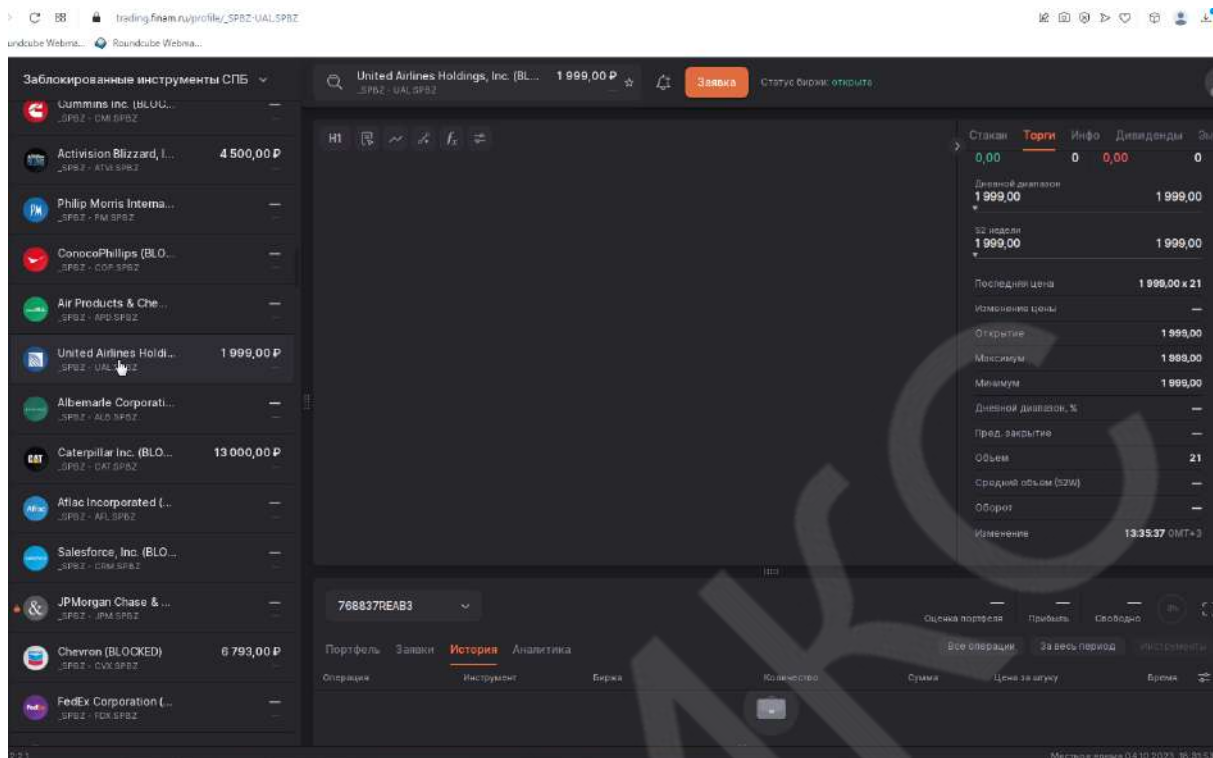 trading.finam.ru/profile/_SPBZ-UAL.SPBZ
Roundcube Webma...
Заблокированные инструменты СПБ
United Airlines Holdings, Inc. (BL... 1 999,00 ₽
_SPBZ - UAL.SPBZ
Заявка
Статус биржи: открыта
Cummins Inc. (BLOC... —
_SPBZ - CMI.SPBZ
Activision Blizzard, I... 4 500,00 ₽
_SPBZ - ATVI.SPBZ
Philip Morris Interna... —
_SPBZ - PM.SPBZ
ConocoPhillips (BLO... —
_SPBZ - COP.SPBZ
Air Products & Che... —
_SPBZ - APD.SPBZ
United Airlines Holdi... 1 999,00 ₽
Albemarle Corporati... —
_SPBZ - ALB.SPBZ
CAT
Caterpillar Inc. (BLO... 13 000,00 ₽
_SPBZ - CAT.SPBZ
Aflac Incorporated (... —
_SPBZ - AFL.SPBZ
Salesforce, Inc. (BLO... —
_SPBZ - CRM.SPBZ
JPMorgan Chase & ... —
_SPBZ - JPM.SPBZ
Chevron (BLOCKED) 6 793,00 ₽
_SPBZ - CVX.SPBZ
FedEx Corporation (... —
_SPBZ - FDX.SPBZ
H1
Стакан Торги Инфо Дивиденды
0,00 0 0,00 0
Дневной диапазон
1 999,00 1 999,00
52 недели
1 999,00 1 999,00
Последняя цена 1 999,00 x 21
Изменение цены —
Открытие 1 999,00
Максимум 1 999,00
Минимум 1 999,00
Дневной диапазон, % —
Пред. закрытие —
Объем 21
Средний объем (52W) —
Оборот —
Изменение 13:35:37 GMT+3
768837REAB3
Оценка портфеля Прибыль Свободно
Портфель Заявки История Аналитика
Все операции За весь период Инструменты
Операция Инструмент Биржа Количество Сумма Цена за штуку Время
Местное время 04.10.2023,